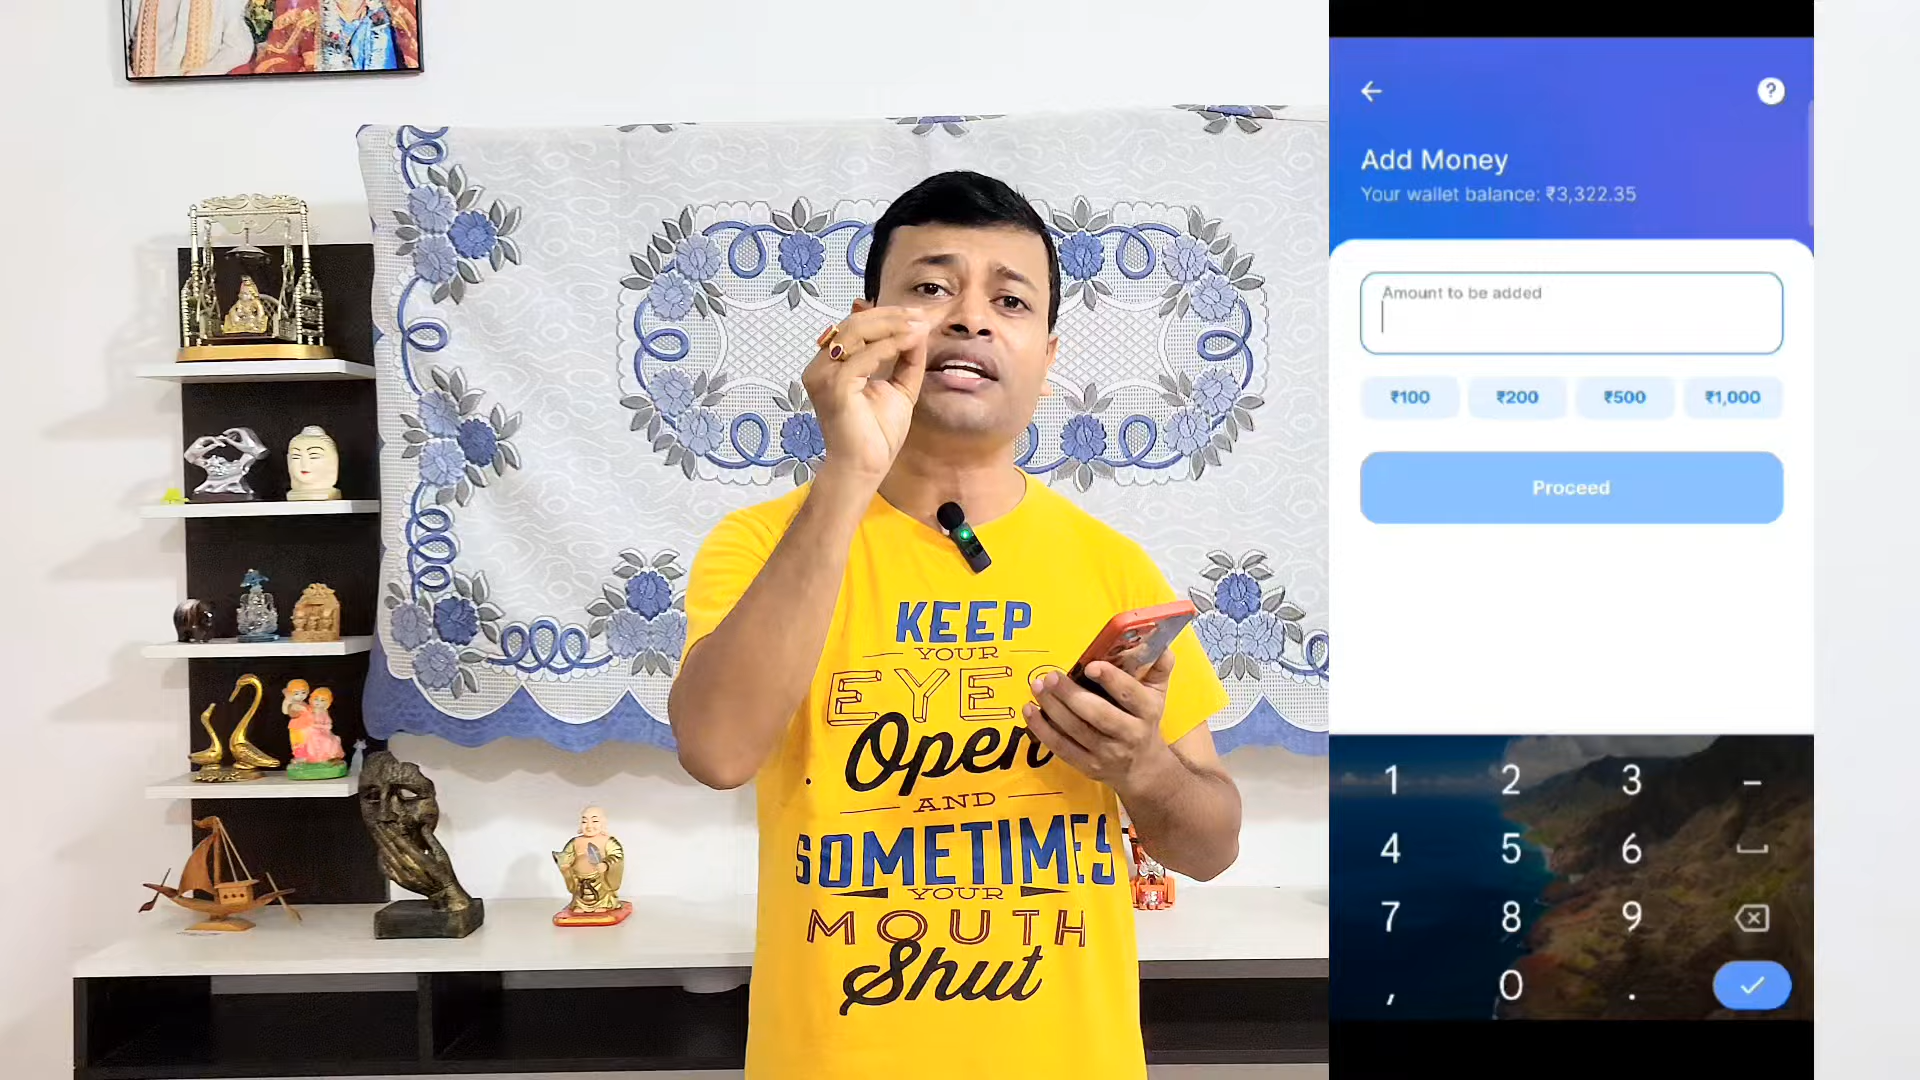 KEEP
YOUR
EYES
Open
AND
SOMETIMES
YOUR
MOUTH
Shut
?
Add Money
Your wallet balance: ₹3,322.35
Amount to be added
₹100 ₹200 ₹500 ₹1,000
Proceed
1 2 3 –
4 5 6
7 8 9
, 0 .